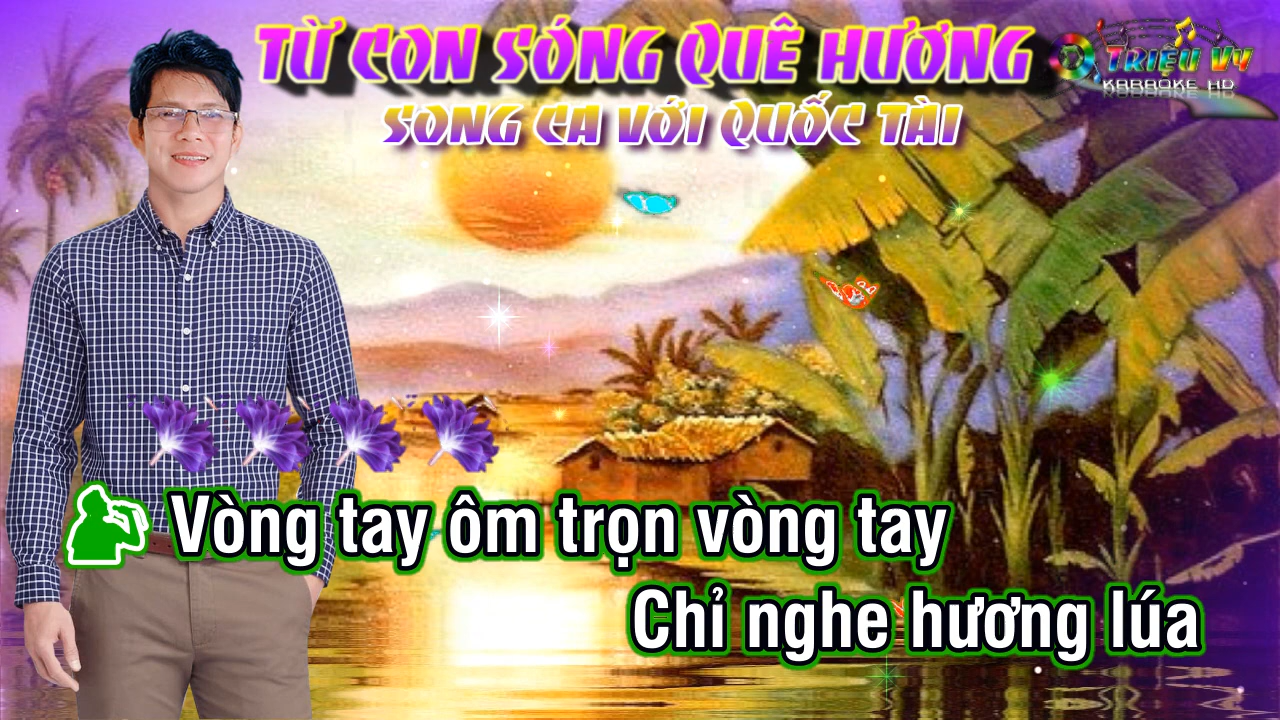 TỪ CON SÓNG QUÊ HƯƠNG
TRIỆU VY
KARAOKE HD
SONG CA VỚI QUỐC TÀI
Vòng tay ôm trọn vòng tay
Chỉ nghe hương lúa